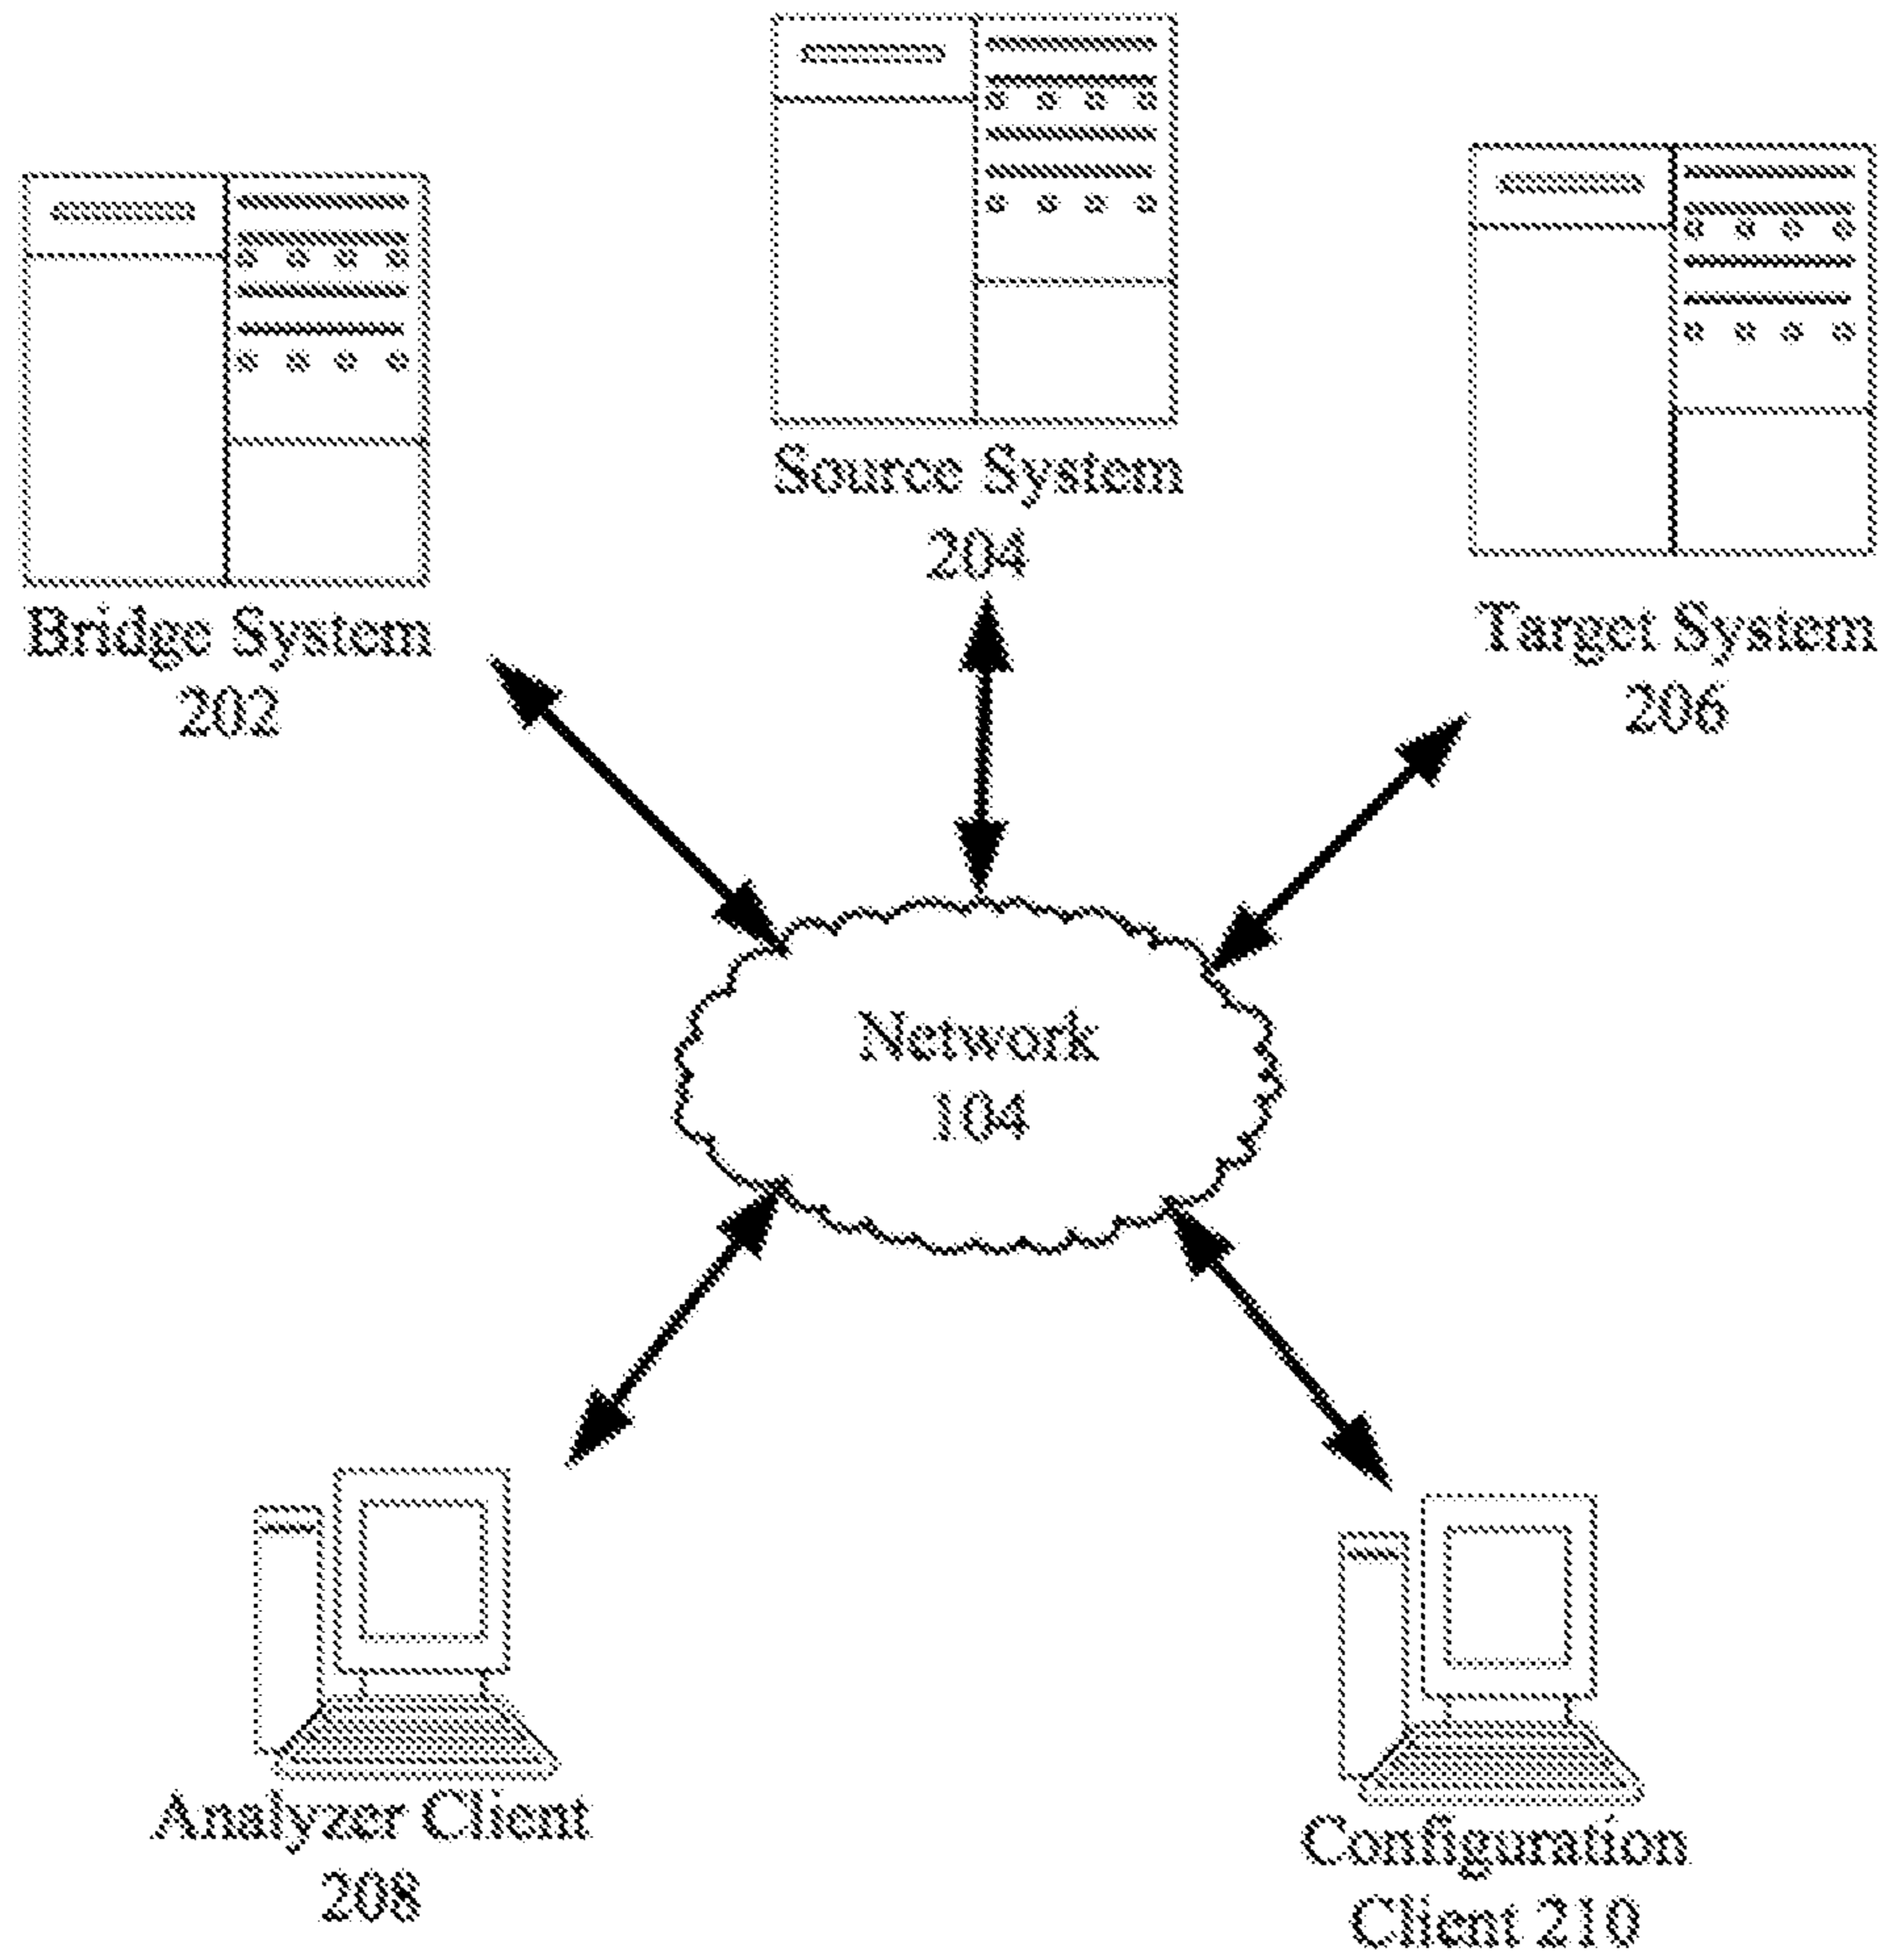 Source System
204
Bridge System
202
Target System
206
Network
104
Analyzer Client
208
Configuration
Client 210